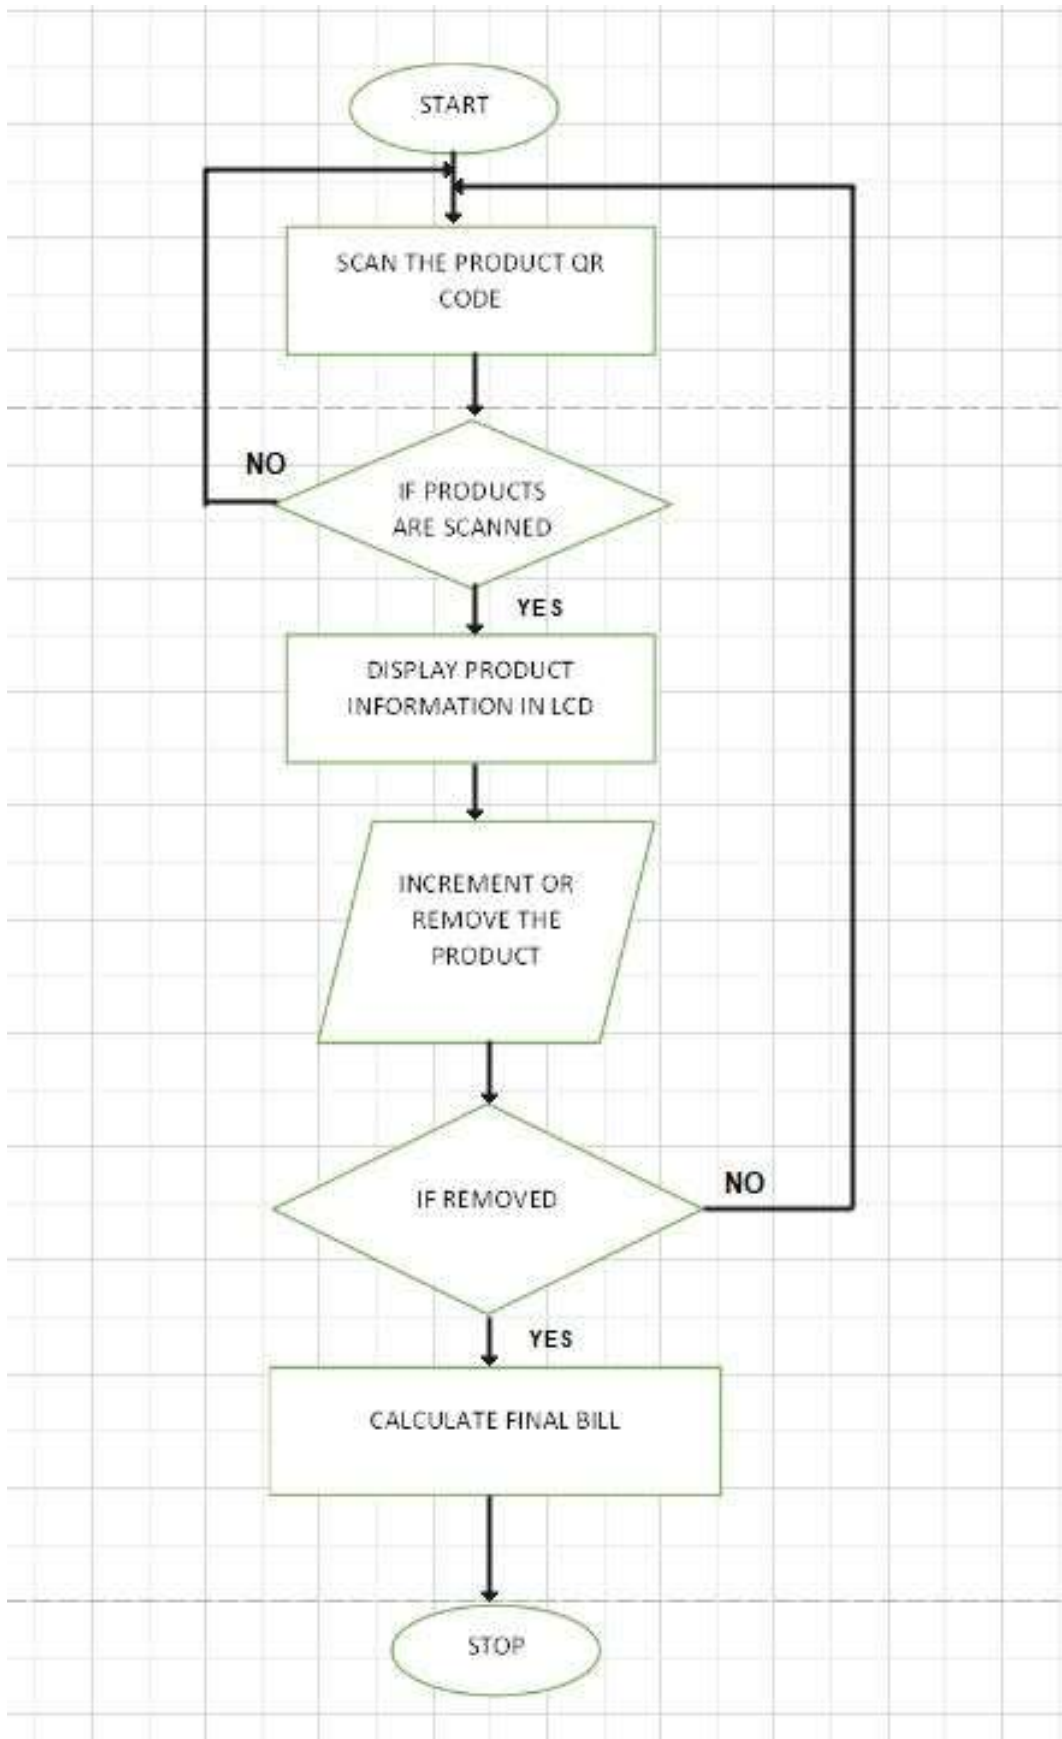 START
SCAN THE PRODUCT QR
CODE
NO
IF PRODUCTS
ARE SCANNED
YES
DISPLAY PRODUCT
INFORMATION IN LCD
INCREMENT OR
REMOVE THE
PRODUCT
IF REMOVED
NO
YES
CALCULATE FINAL BILL
STOP